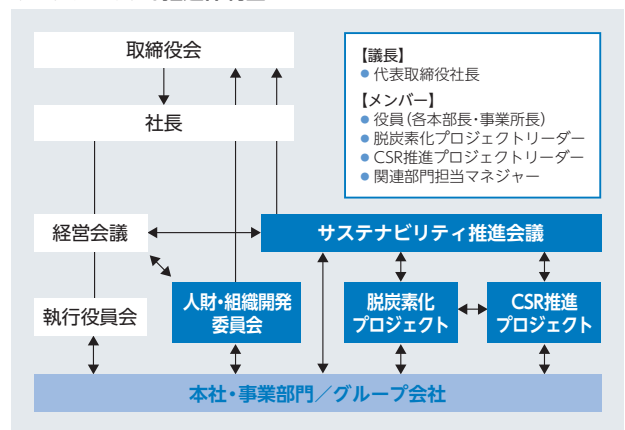 取締役会
社長
【議長】
●代表取締役社長
【メンバー】
●役員(各本部長・事業所長)
●脱炭素化プロジェクトリーダー
●CSR推進プロジェクトリーダー
●関連部門担当マネジャー
経営会議
サステナビリティ推進会議
執行役員会
人財・組織開発
委員会
脱炭素化
プロジェクト
CSR推進
プロジェクト
本社・事業部門／グループ会社